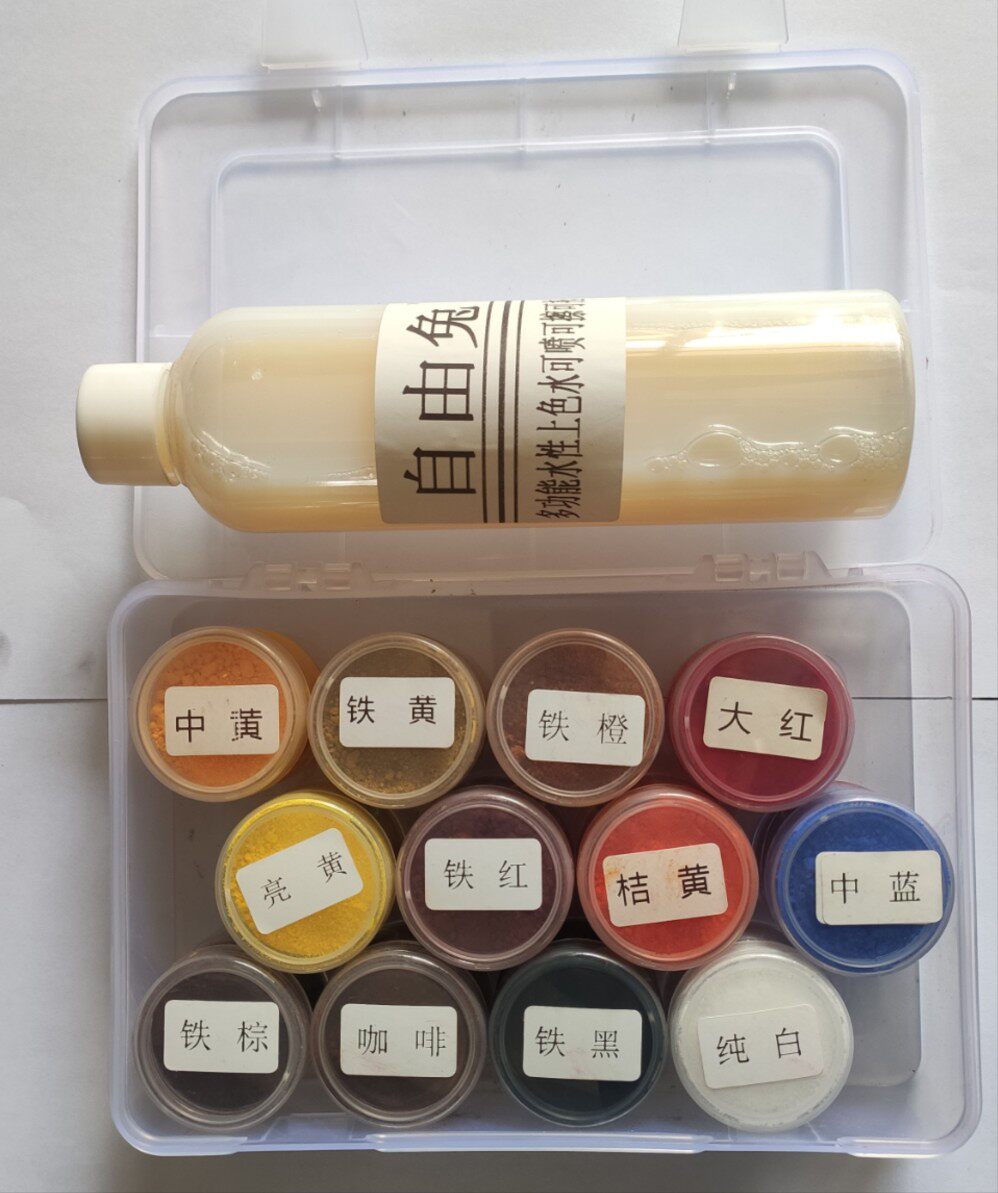 自由兔
多功能水性上色水可喷可擦可
中黄
铁黄
铁橙
大红
亮黄
铁红
桔黄
中蓝
铁棕
咖啡
铁黑
纯白